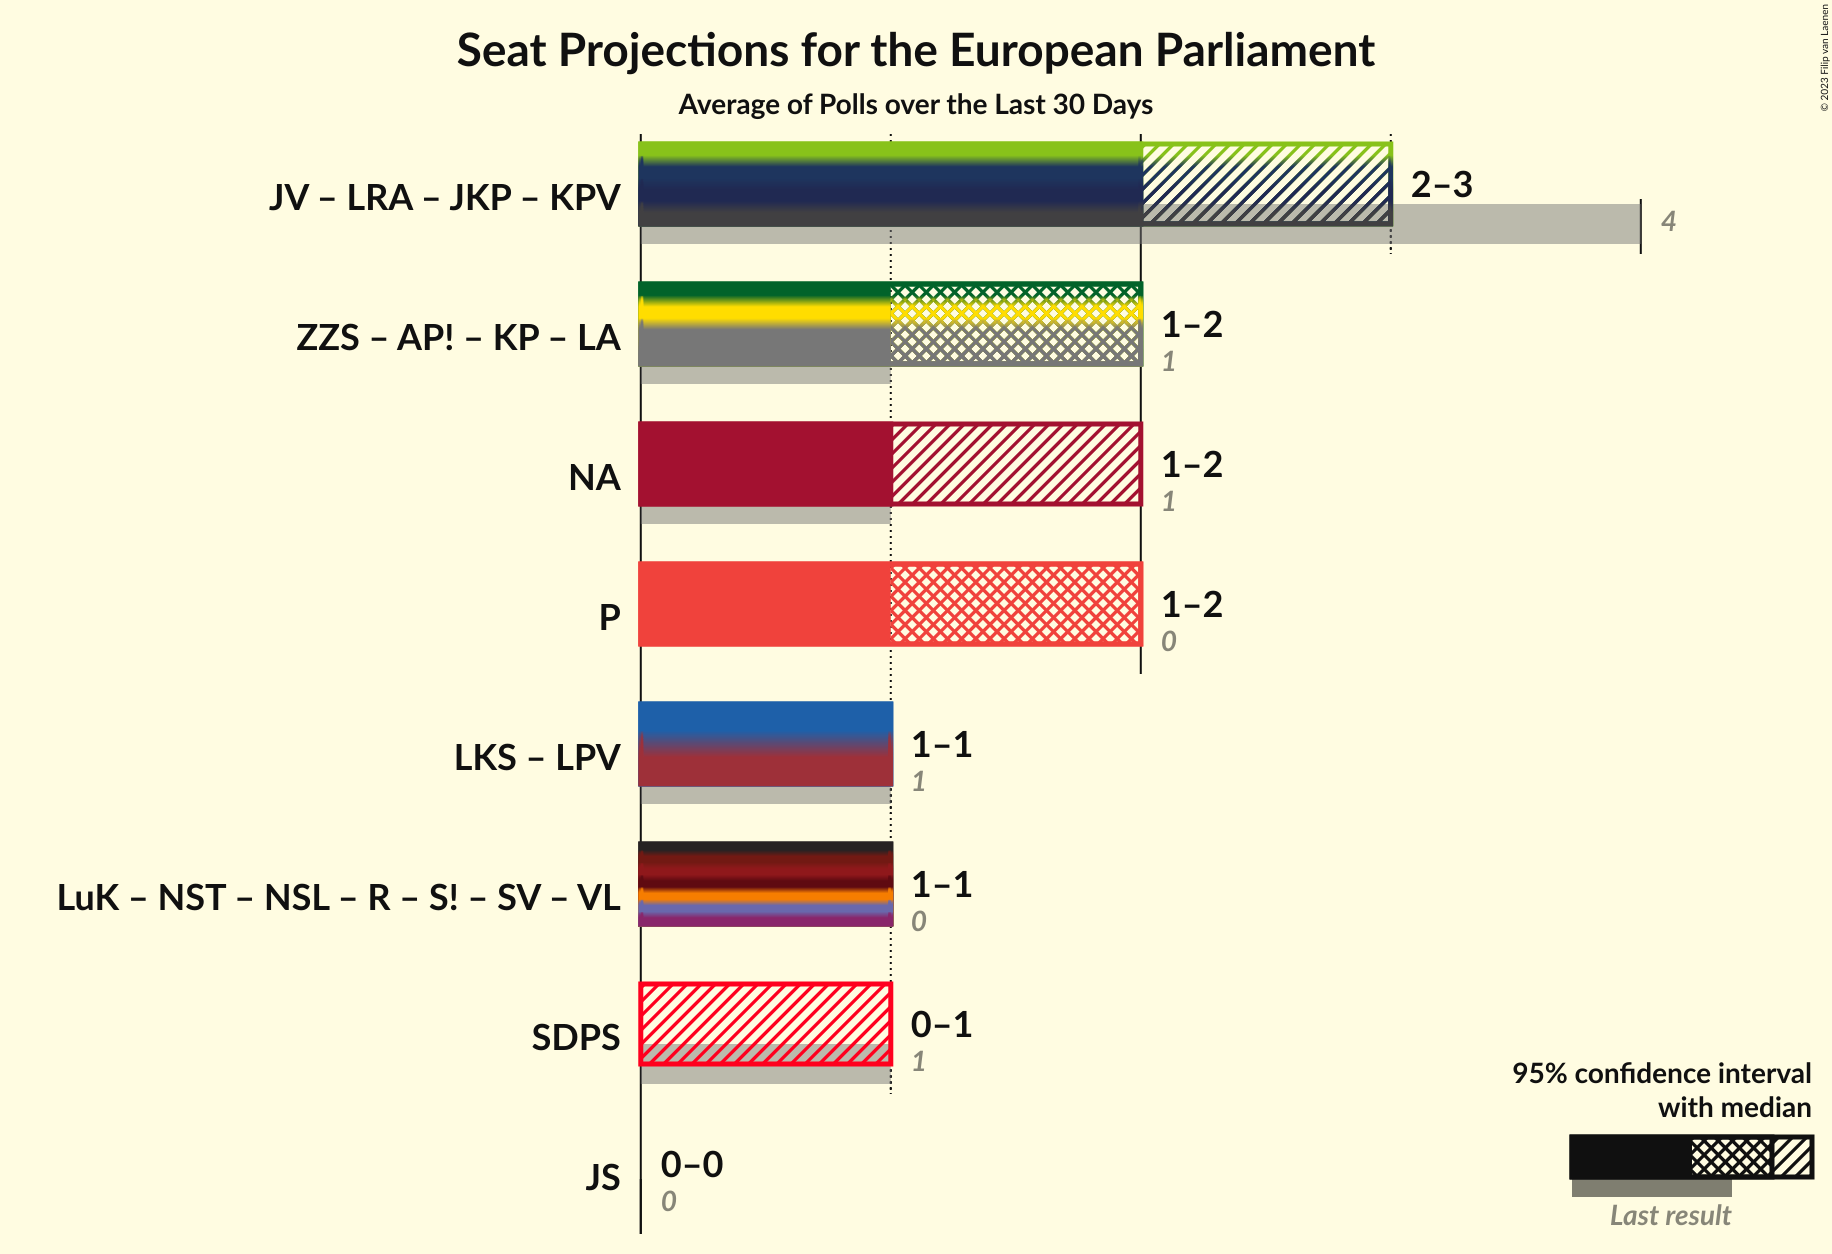 Seat Projections for the European Parliament
Average of Polls over the Last 30 Days
© 2023 Filip van Laenen
JV – LRA – JKP – KPV
2–3
4
ZZS – AP! – KP – LA
1–2
1
NA
1–2
1
P
1–2
0
LKS – LPV
1–1
1
LuK – NST – NSL – R – S! – SV – VL
1–1
0
SDPS
0–1
1
JS
0–0
0
95% confidence interval
with median
Last result